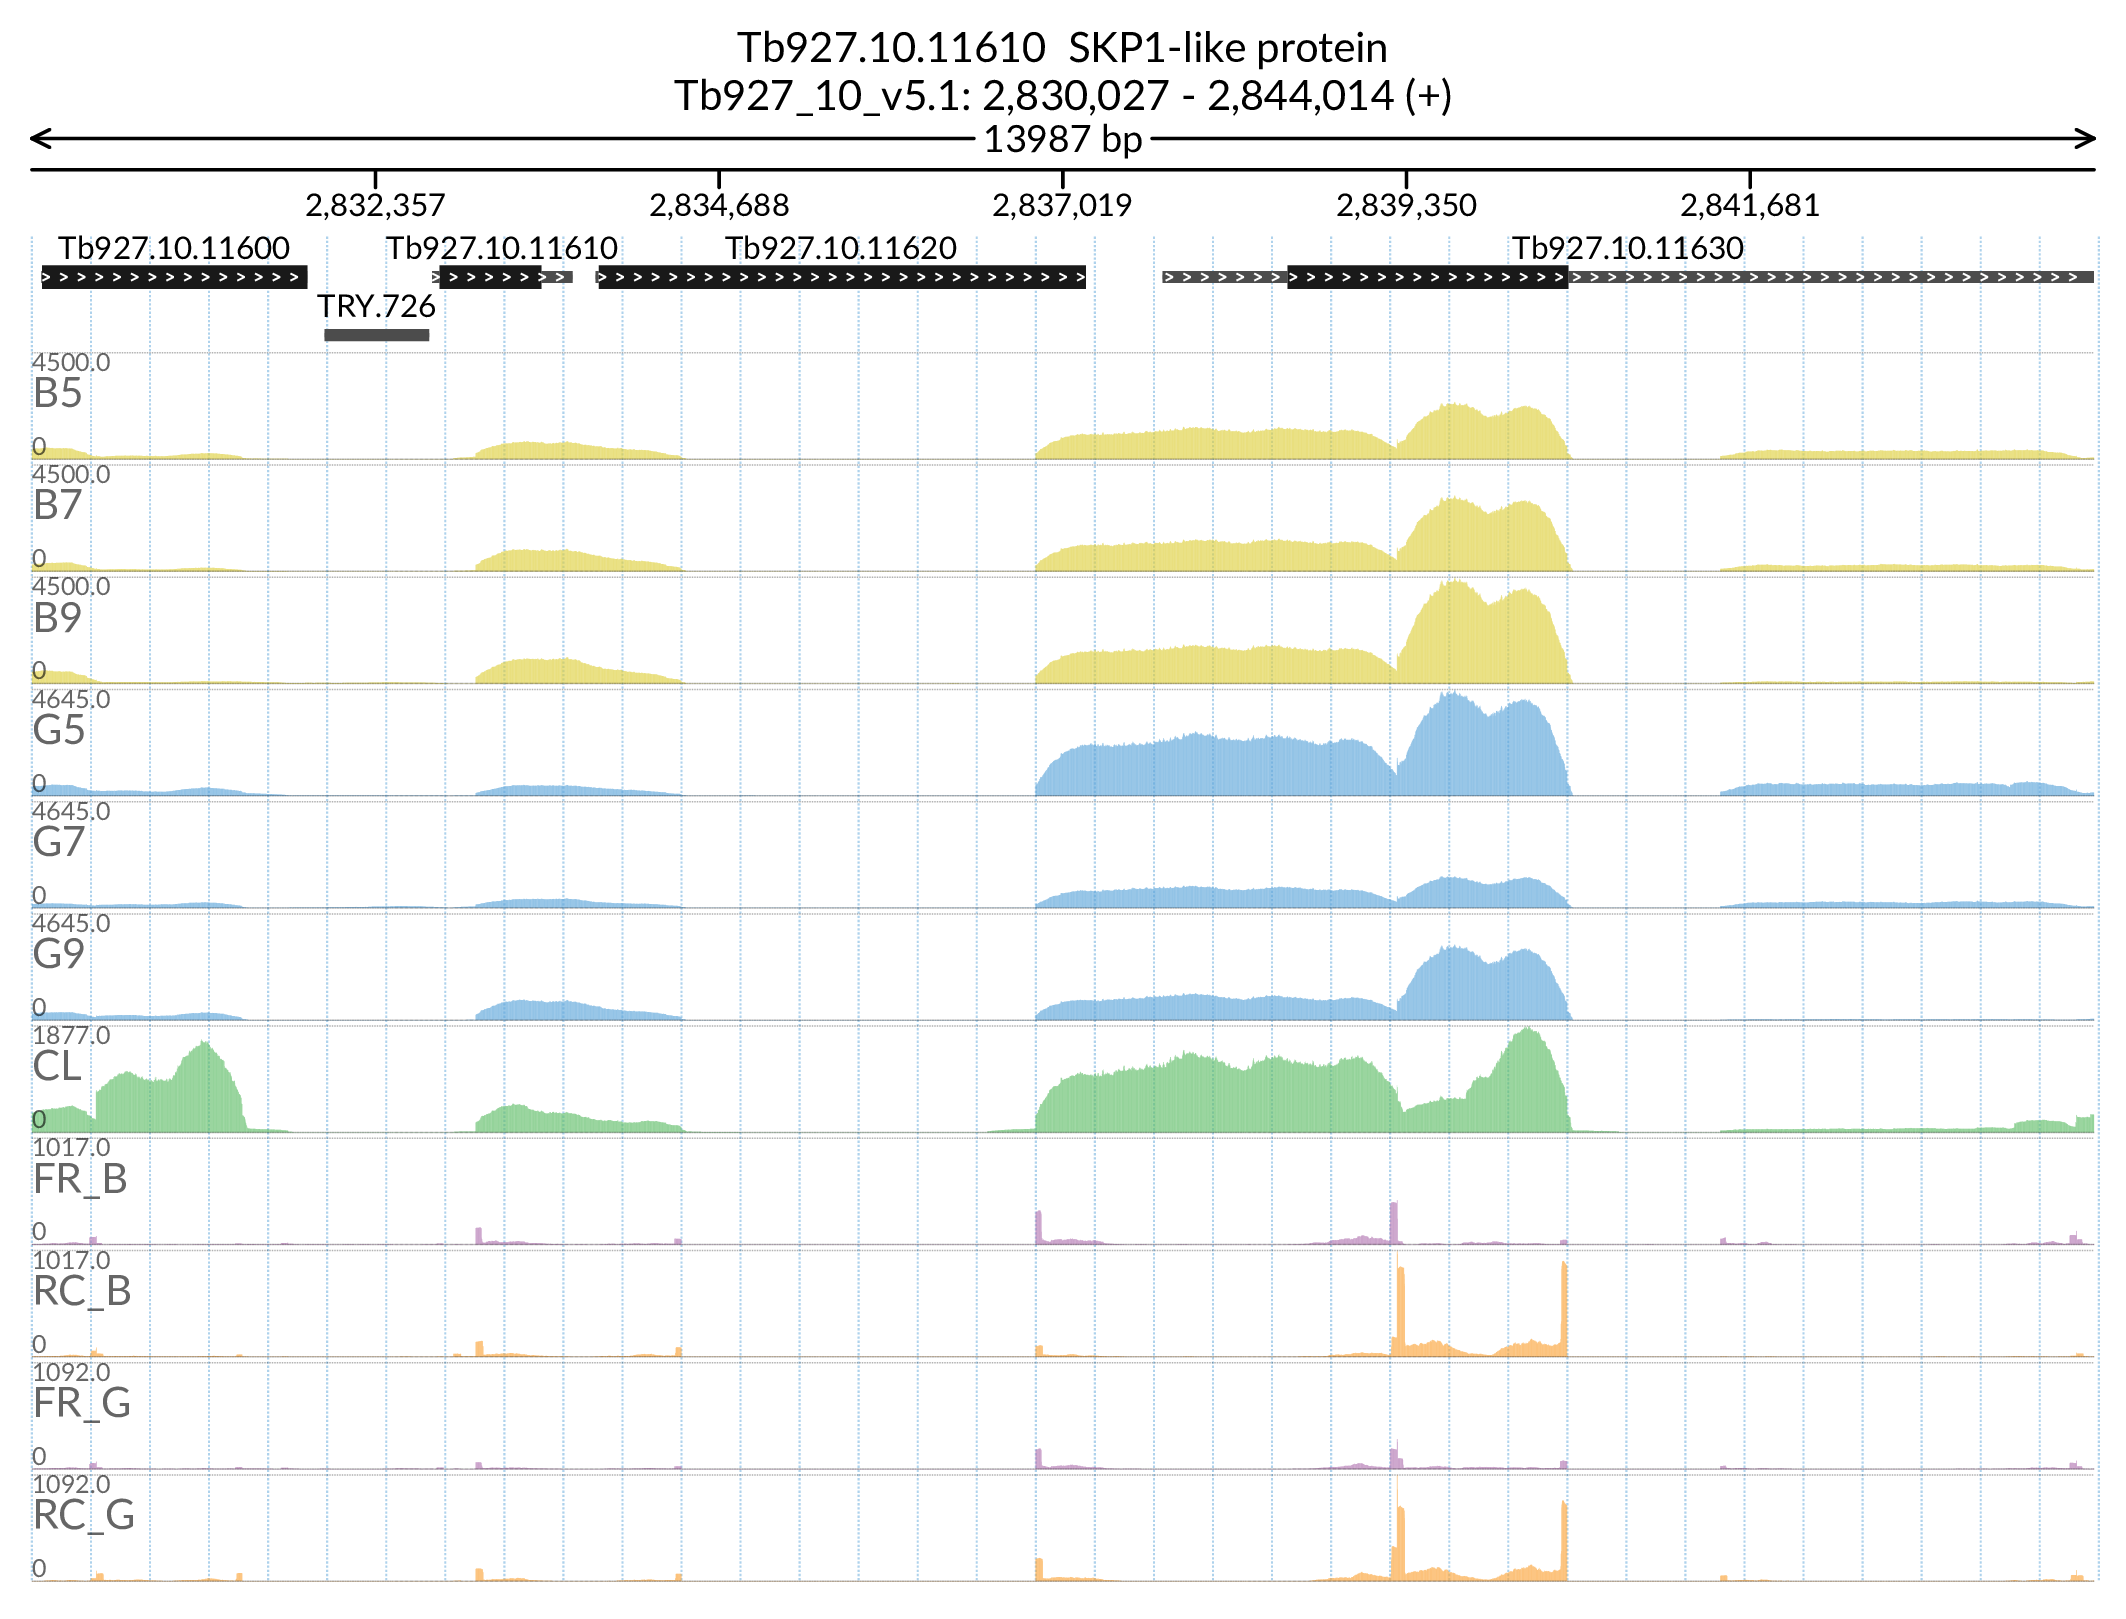 Tb927.10.11610 SKP1-like protein
Tb927_10_v5.1: 2,830,027 - 2,844,014 (+)
13987 bp
2,832,357 2,834,688 2,837,019 2,839,350 2,841,681
Tb927.10.11600 Tb927.10.11610 Tb927.10.11620 Tb927.10.11630
TRY.726
4500.0
B5
0
4500.0
B7
0
4500.0
B9
0
4645.0
G5
0
4645.0
G7
0
4645.0
G9
0
1877.0
CL
0
1017.0
FR_B
0
1017.0
RC_B
0
1092.0
FR_G
0
1092.0
RC_G
0